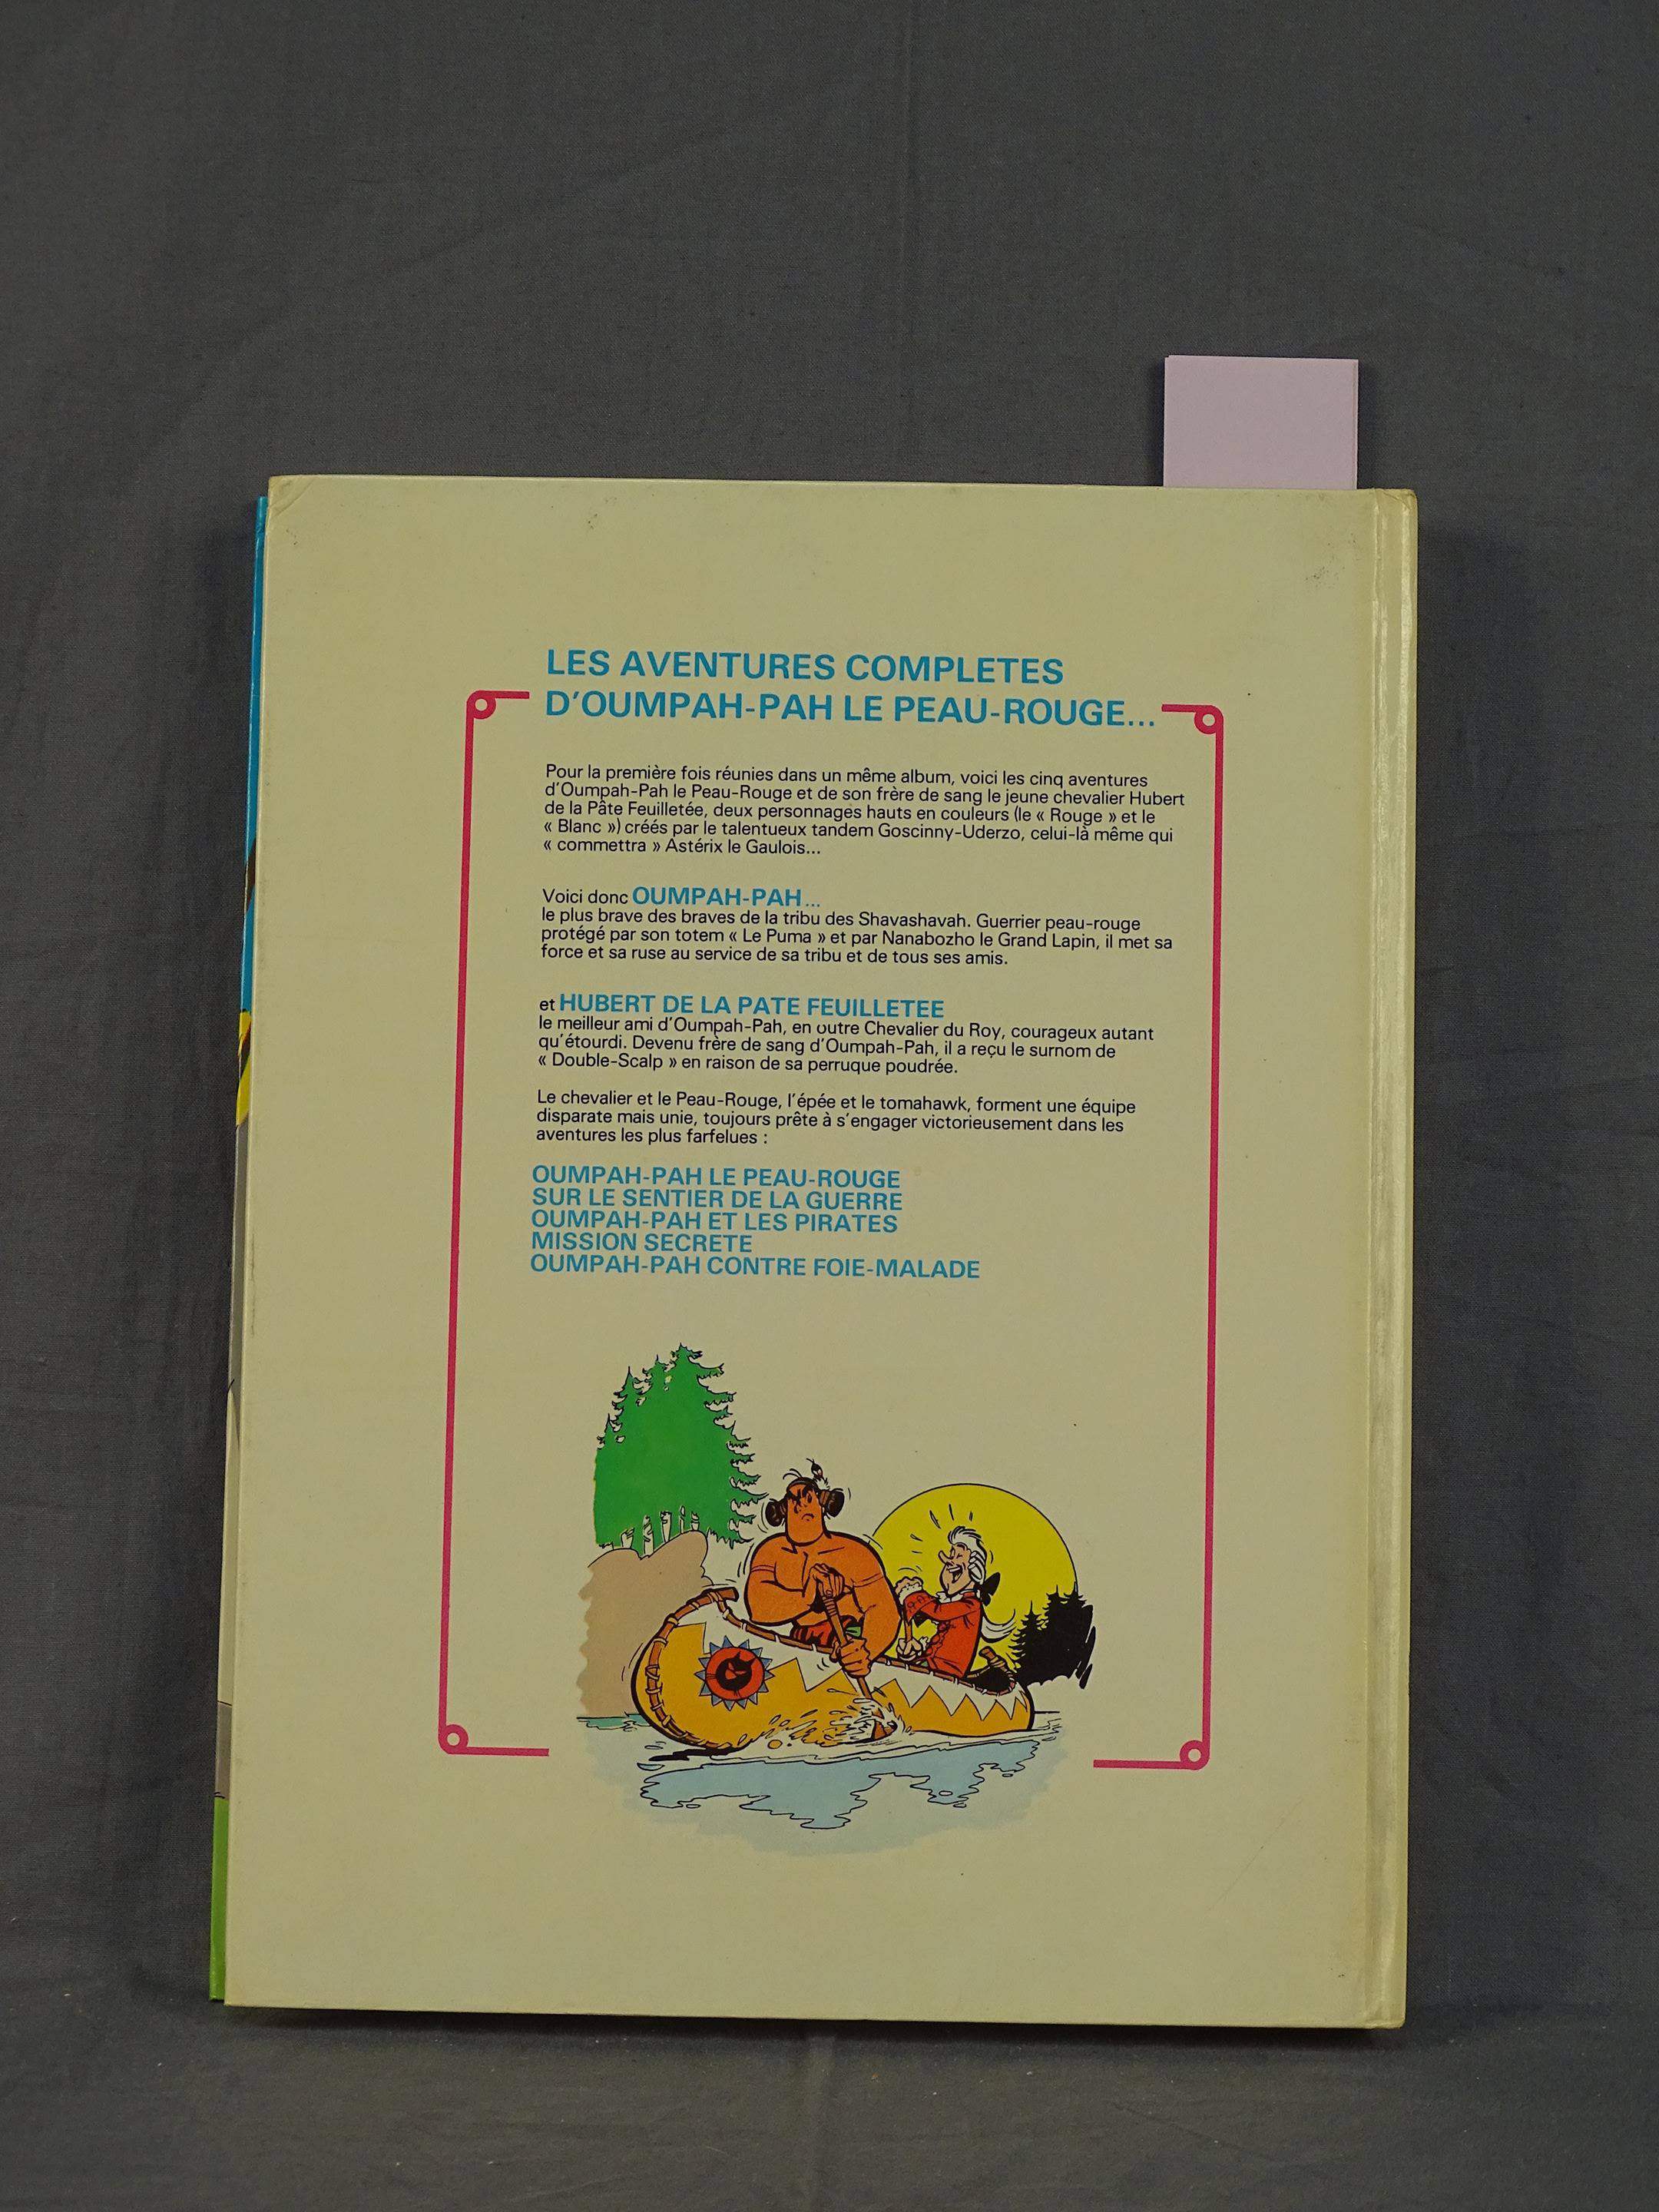 LES AVENTURES COMPLETES
D'OUMPAH-PAH LE PEAU-ROUGE...
Pour la première fois réunies dans un même album, voici les cinq aventures
d'Oumpah-Pah le Peau-Rouge et de son frère de sang le jeune chevalier Hubert
de la Pâte Feuilletée, deux personnages hauts en couleurs (le « Rouge » et le
« Blanc ») créés par le talentueux tandem Goscinny-Uderzo, celui-là même qui
« commettra » Astérix le Gaulois...
Voici donc OUMPAH-PAH...
le plus brave des braves de la tribu des Shavashavah. Guerrier peau-rouge
protégé par son totem « Le Puma » et par Nanabozho le Grand Lapin, il met sa
force et sa ruse au service de sa tribu et de tous ses amis.
et HUBERT DE LA PATE FEUILLETEE
le meilleur ami d'Oumpah-Pah, en outre Chevalier du Roy, courageux autant
qu'étourdi. Devenu frère de sang d'Oumpah-Pah, il a reçu le surnom de
« Double-Scalp » en raison de sa perruque poudrée.
Le chevalier et le Peau-Rouge, l'épée et le tomahawk, forment une équipe
disparate mais unie, toujours prête à s'engager victorieusement dans les
aventures les plus farfelues :
OUMPAH-PAH LE PEAU-ROUGE
SUR LE SENTIER DE LA GUERRE
OUMPAH-PAH ET LES PIRATES
MISSION SECRETE
OUMPAH-PAH CONTRE FOIE-MALADE